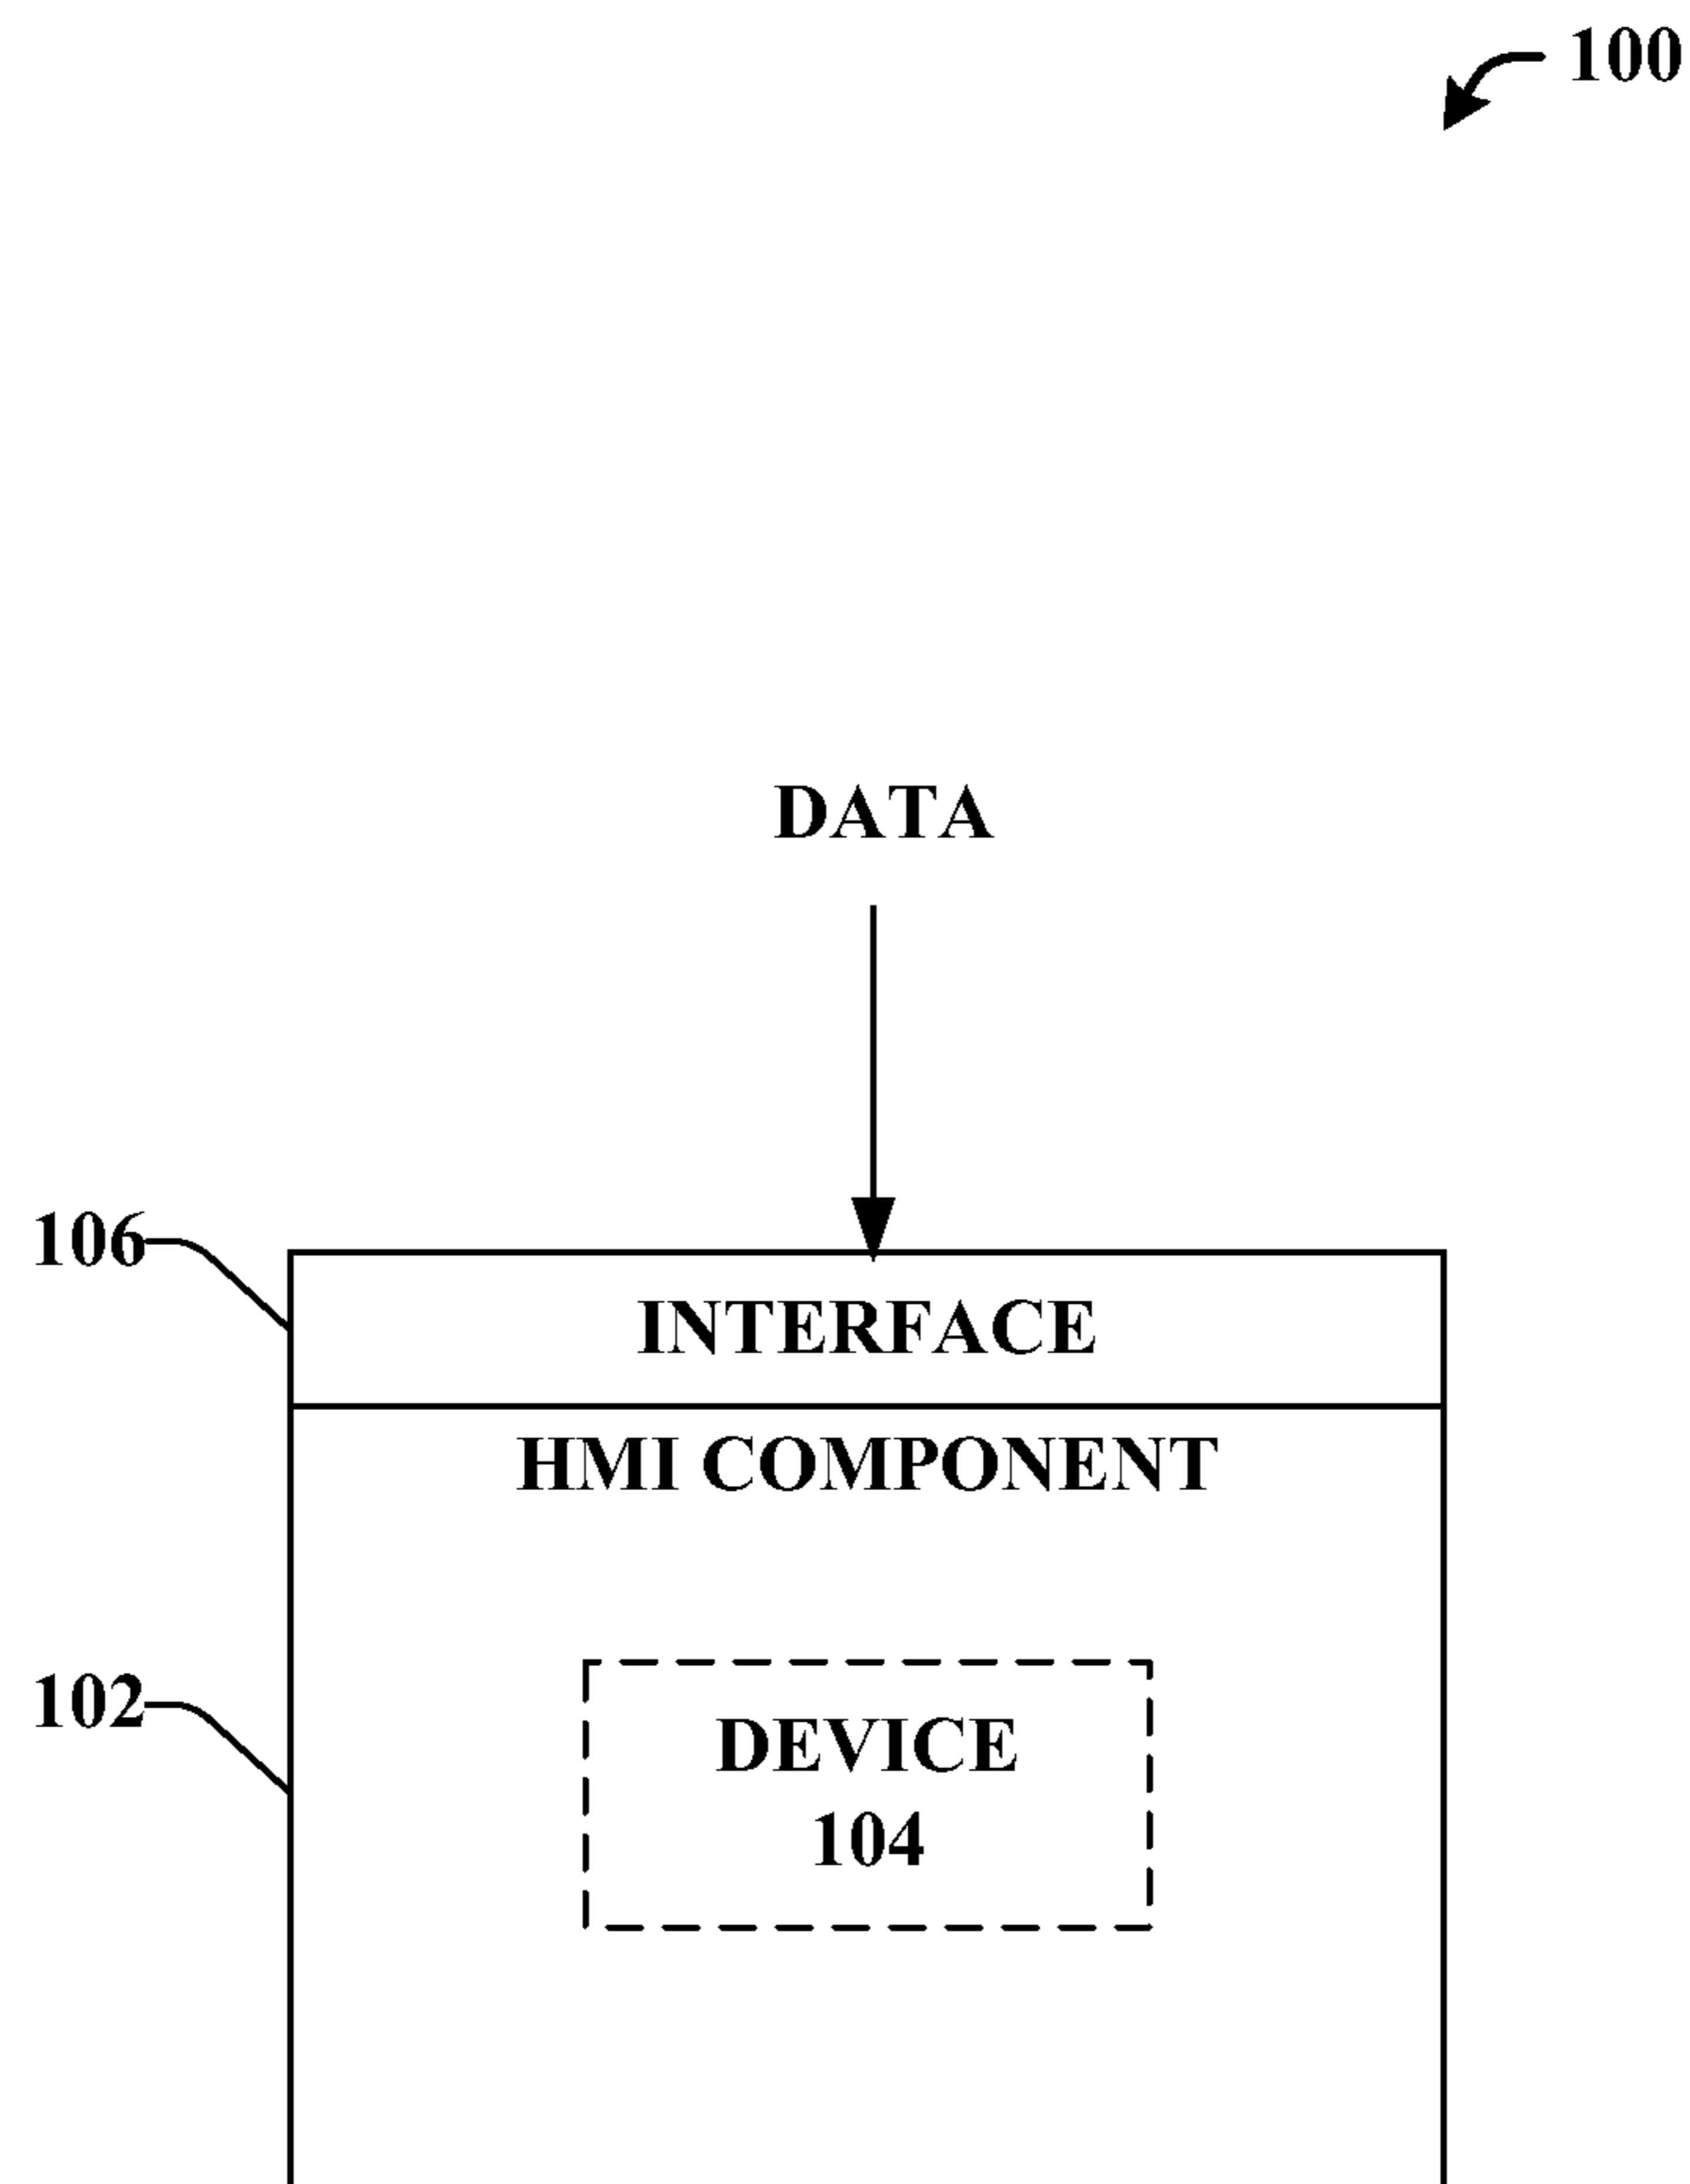 100
DATA
106
INTERFACE
HMI COMPONENT
102
DEVICE
104